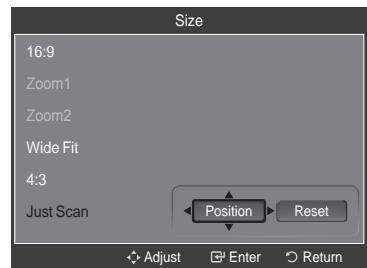 Size
16:9
Zoom1
Zoom2
Wide Fit
4:3
Just Scan Position Reset
Adjust Enter Return